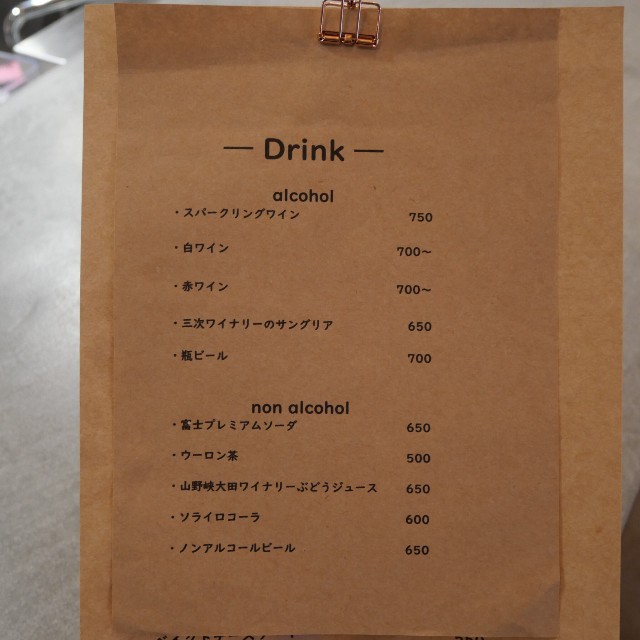 — Drink —
alcohol
・スパークリングワイン 750
・白ワイン 700～
・赤ワイン 700～
・三次ワイナリーのサングリア 650
・瓶ビール 700
non alcohol
・富士プレミアムソーダ 650
・ウーロン茶 500
・山野峡大田ワイナリーぶどうジュース 650
・ソライロコーラ 600
・ノンアルコールビール 650